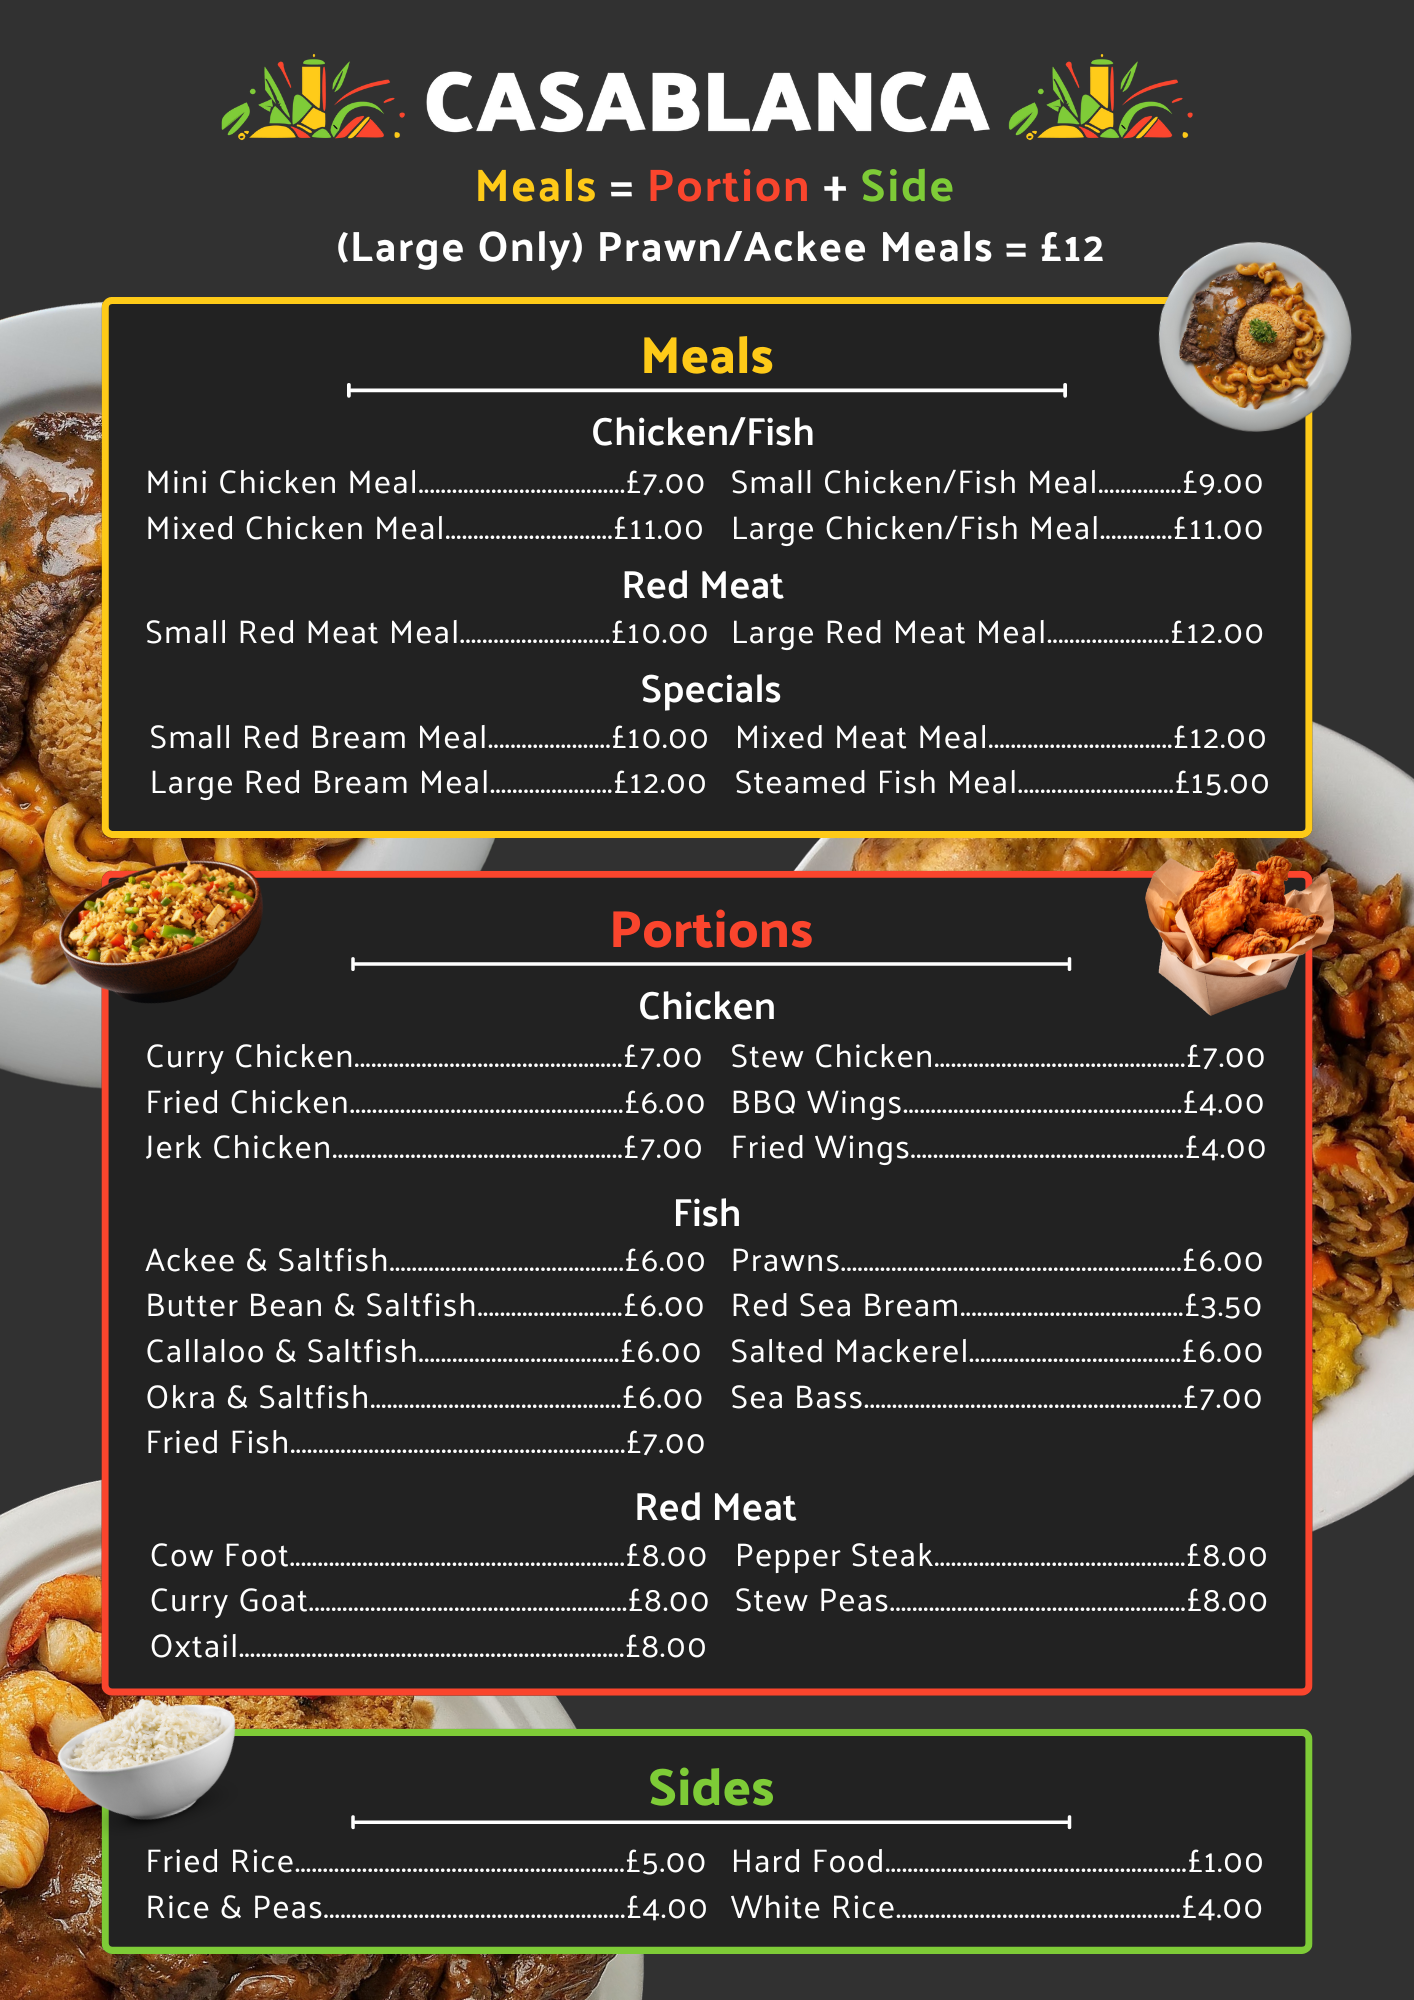 CASABLANCA
Meals = Portion + Side
(Large Only) Prawn/Ackee Meals = £12
Meals
Chicken/Fish
Mini Chicken Meal...................................£7.00 Small Chicken/Fish Meal..............£9.00
Mixed Chicken Meal.............................£11.00 Large Chicken/Fish Meal............£11.00
Red Meat
Small Red Meat Meal..........................£10.00 Large Red Meat Meal.....................£12.00
Specials
Small Red Bream Meal.....................£10.00 Mixed Meat Meal................................£12.00
Large Red Bream Meal.....................£12.00 Steamed Fish Meal...........................£15.00
Portions
Chicken
Curry Chicken..............................................£7.00 Stew Chicken...........................................£7.00
Fried Chicken...............................................£6.00 BBQ Wings................................................£4.00
Jerk Chicken..................................................£7.00 Fried Wings...............................................£4.00
Fish
Ackee & Saltfish........................................£6.00 Prawns..........................................................£6.00
Butter Bean & Saltfish.........................£6.00 Red Sea Bream......................................£3.50
Callaloo & Saltfish...................................£6.00 Salted Mackerel.....................................£6.00
Okra & Saltfish...........................................£6.00 Sea Bass.......................................................£7.00
Fried Fish.........................................................£7.00
Red Meat
Cow Foot.........................................................£8.00 Pepper Steak...........................................£8.00
Curry Goat......................................................£8.00 Stew Peas...................................................£8.00
Oxtail..................................................................£8.00
Sides
Fried Rice........................................................£5.00 Hard Food...................................................£1.00
Rice & Peas...................................................£4.00 White Rice.................................................£4.00